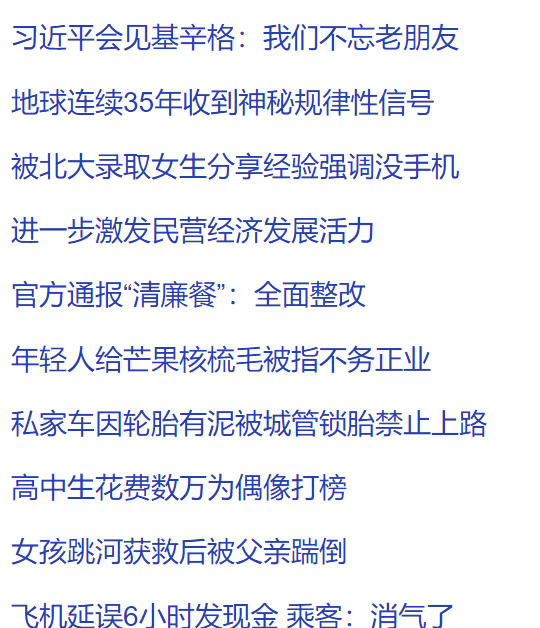 习近平会见基辛格：我们不忘老朋友
地球连续35年收到神秘规律性信号
被北大录取女生分享经验强调没手机
进一步激发民营经济发展活力
官方通报“清廉餐”：全面整改
年轻人给芒果核梳毛被指不务正业
私家车因轮胎有泥被城管锁胎禁止上路
高中生花费数万为偶像打榜
女孩跳河获救后被父亲踹倒
飞机延误6小时发现金 乘客：消气了